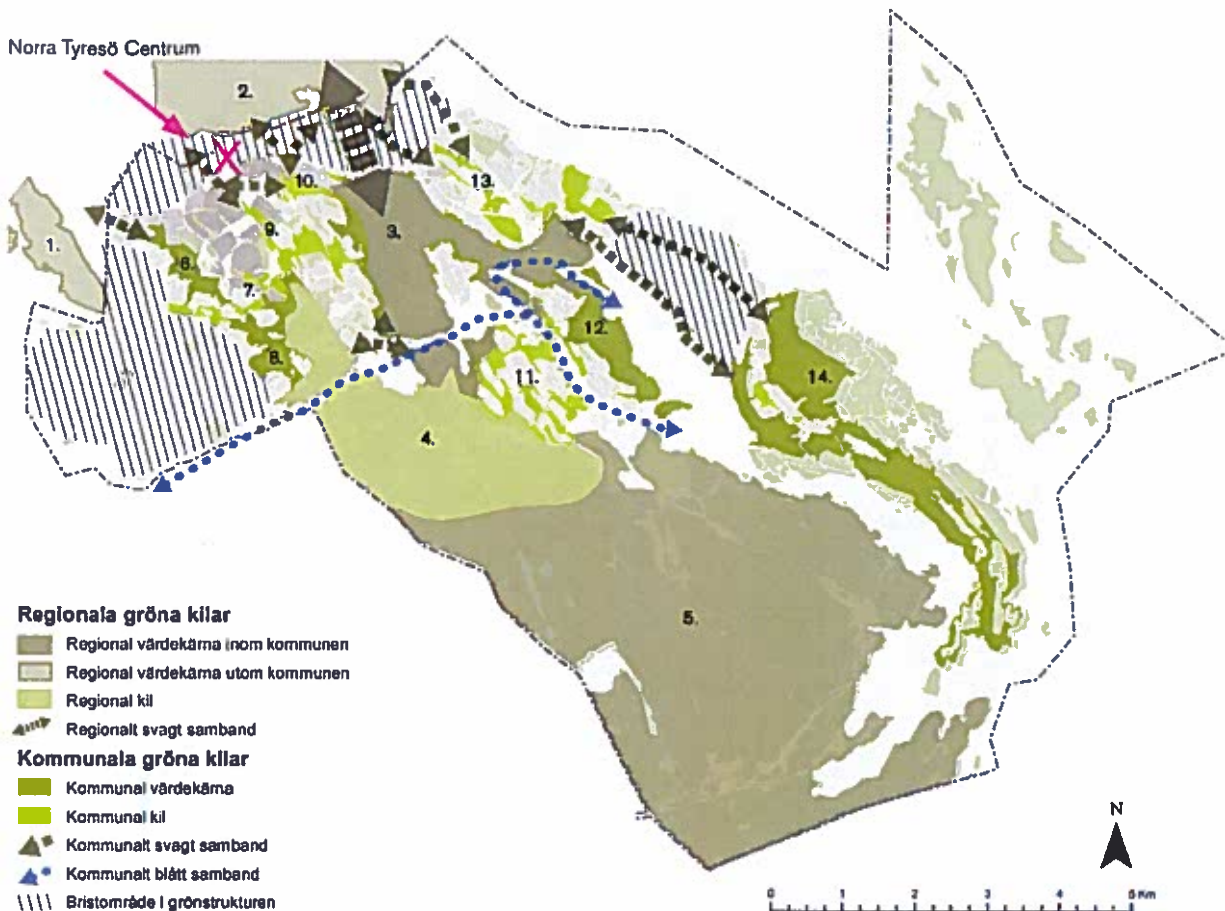 Norra Tyresö Centrum
2.
10.
13.
3.
1.
9.
6.
7.
12.
8.
11.
14.
4.
5.
Regionala gröna kilar
Regional värdekärna inom kommunen
Regional värdekärna utom kommunen
Regional kil
Regionalt svagt samband
Kommunala gröna kilar
Kommunal värdekärna
Kommunal kil
Kommunalt svagt samband
Kommunalt blått samband
Bristområde i grönstrukturen
N
0 1 2 3 4 5 Km